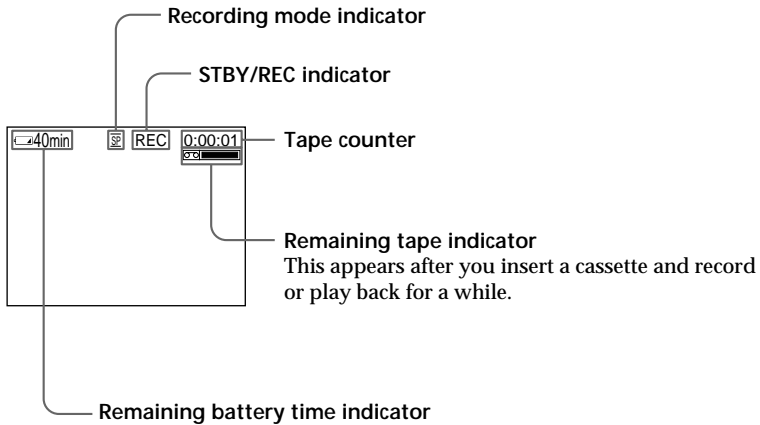 Recording mode indicator
STBY/REC indicator
40min SP REC 0:00:01
Tape counter
Remaining tape indicator
This appears after you insert a cassette and record
or play back for a while.
Remaining battery time indicator